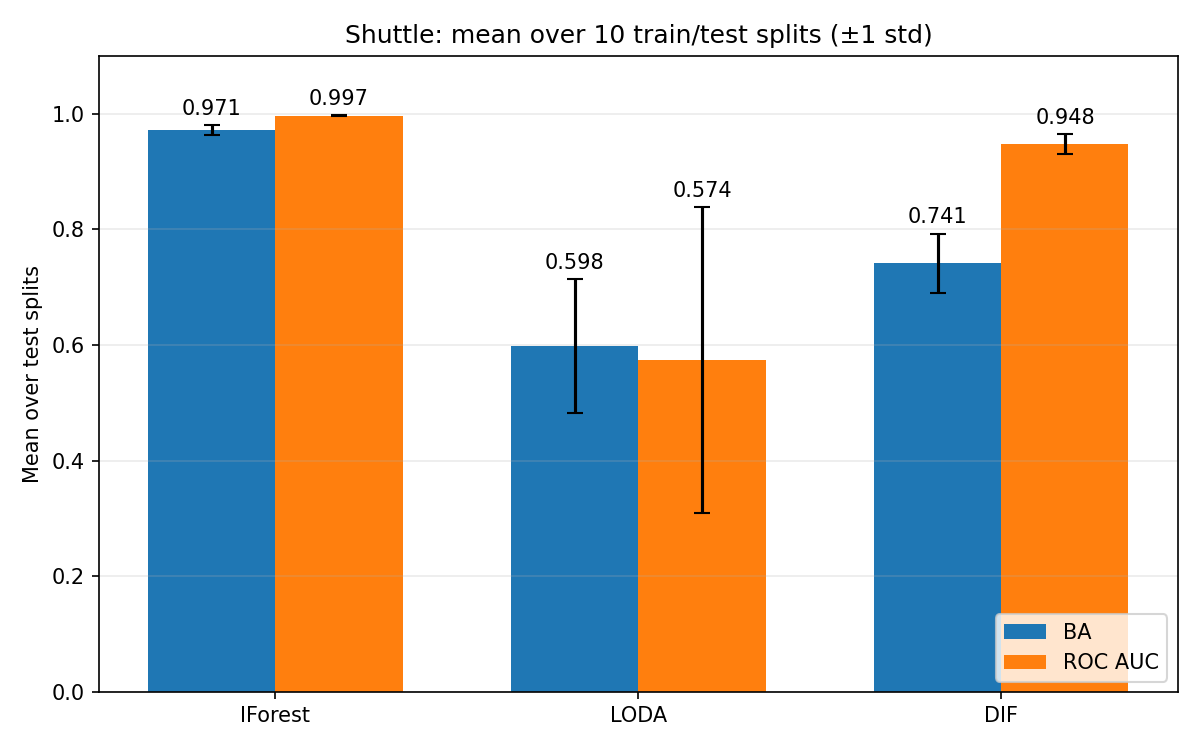 Shuttle: mean over 10 train/test splits (±1 std)
Mean over test splits
1.0
0.8
0.6
0.4
0.2
0.0
0.971
0.997
0.598
0.574
0.741
0.948
IForest
LODA
DIF
BA
ROC AUC